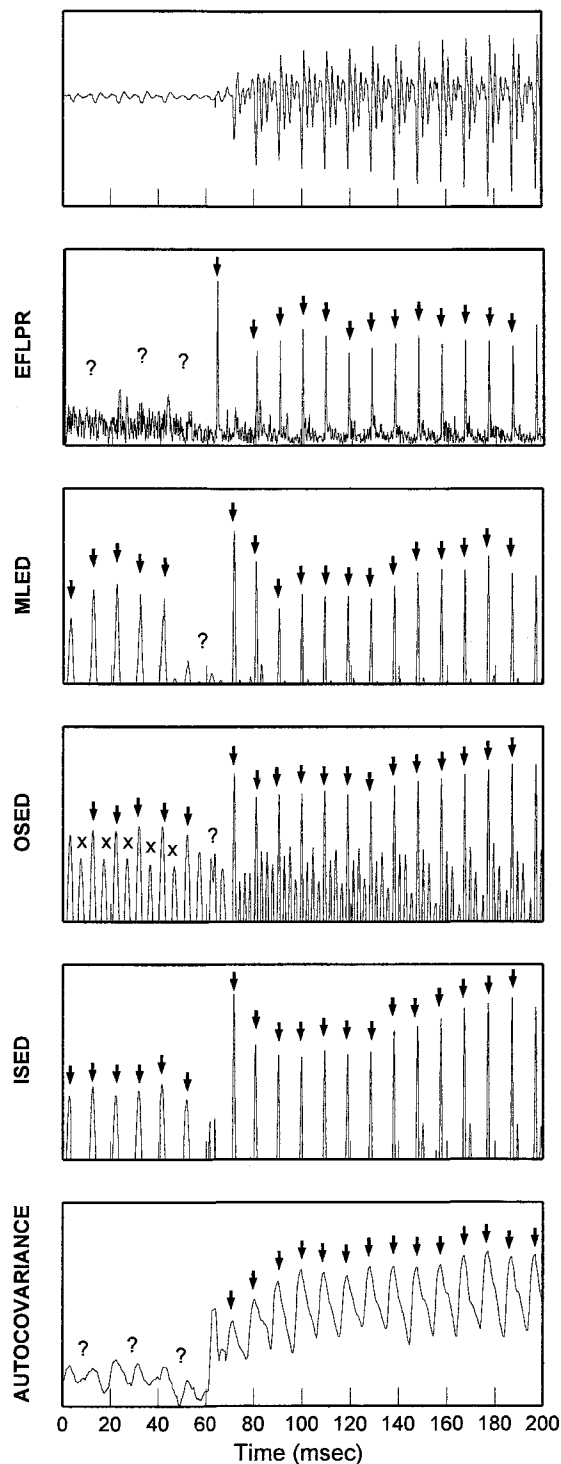 EFLPR
? ? ?
MLED
?
OSED
x x x x x ?
ISED
AUTOCOVARIANCE
? ? ?
0 20 40 60 80 100 120 140 160 180 200
Time (msec)